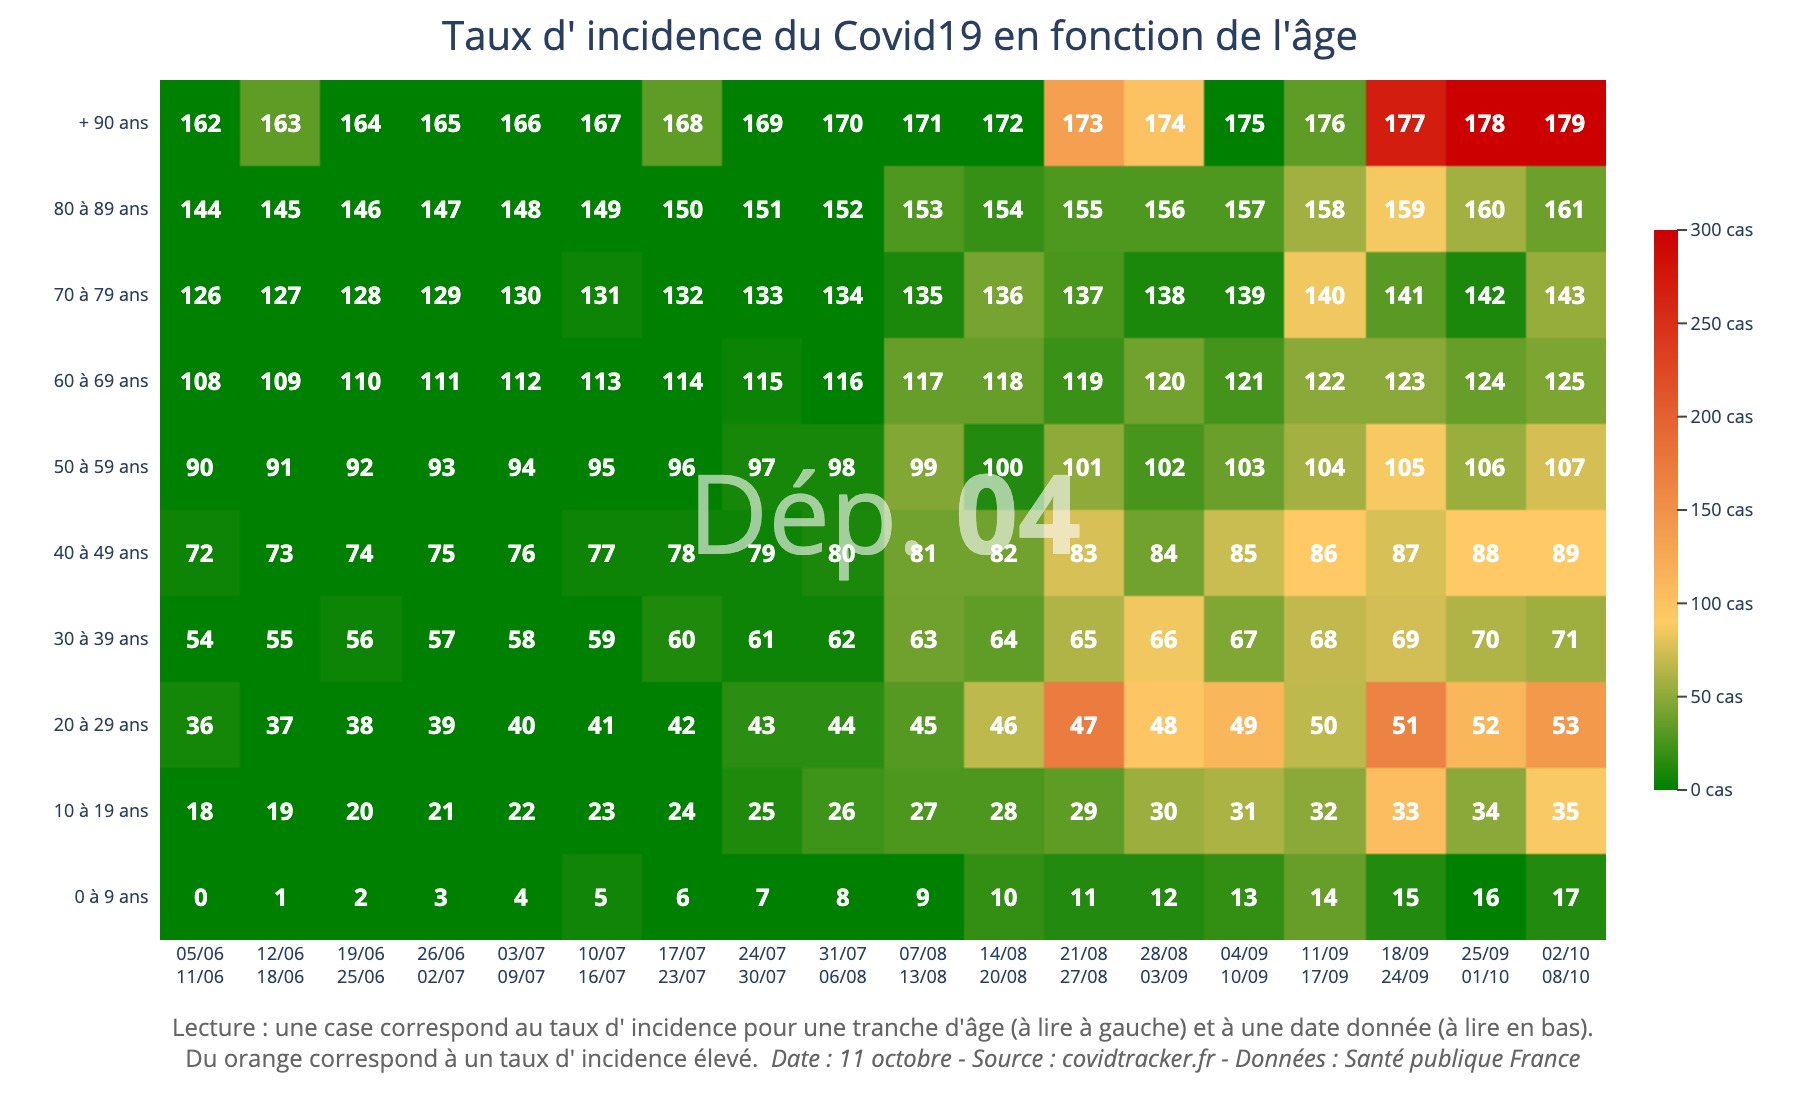 Taux d' incidence du Covid19 en fonction de l'âge
+ 90 ans 162 163 164 165 166 167 168 169 170 171 172 173 174 175 176 177 178 179
80 à 89 ans 144 145 146 147 148 149 150 151 152 153 154 155 156 157 158 159 160 161
300 cas
70 à 79 ans 126 127 128 129 130 131 132 133 134 135 136 137 138 139 140 141 142 143
250 cas
60 à 69 ans 108 109 110 111 112 113 114 115 116 117 118 119 120 121 122 123 124 125
200 cas
50 à 59 ans 90 91 92 93 94 95 96 97 98 99 100 101 102 103 104 105 106 107
Dép. 04
150 cas
40 à 49 ans 72 73 74 75 76 77 78 79 80 81 82 83 84 85 86 87 88 89
100 cas
30 à 39 ans 54 55 56 57 58 59 60 61 62 63 64 65 66 67 68 69 70 71
50 cas
20 à 29 ans 36 37 38 39 40 41 42 43 44 45 46 47 48 49 50 51 52 53
0 cas
10 à 19 ans 18 19 20 21 22 23 24 25 26 27 28 29 30 31 32 33 34 35
0 à 9 ans 0 1 2 3 4 5 6 7 8 9 10 11 12 13 14 15 16 17
05/06 12/06 19/06 26/06 03/07 10/07 17/07 24/07 31/07 07/08 14/08 21/08 28/08 04/09 11/09 18/09 25/09 02/10
11/06 18/06 25/06 02/07 09/07 16/07 23/07 30/07 06/08 13/08 20/08 27/08 03/09 10/09 17/09 24/09 01/10 08/10
Lecture : une case correspond au taux d' incidence pour une tranche d'âge (à lire à gauche) et à une date donnée (à lire en bas).
Du orange correspond à un taux d' incidence élevé. Date : 11 octobre - Source : covidtracker.fr - Données : Santé publique France